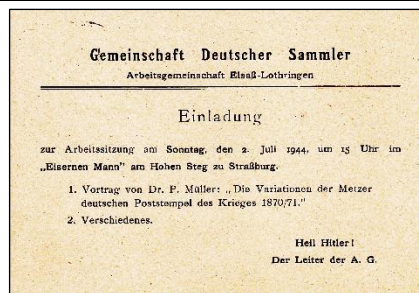 Gemeinschaft Deutscher Sammler
Arbeitsgemeinschaft Elsaß-Lothringen
Einladung
zur Arbeitssitzung am Sonntag, den 2. Juli 1944, um 15 Uhr im
„Eisernen Mann" am Hohen Steg zu Straßburg.
1. Vortrag von Dr. F. Müller: „Die Variationen der Metzer
deutschen Poststempel des Krieges 1870/71."
2. Verschiedenes.
Heil Hitler!
Der Leiter der A. G.